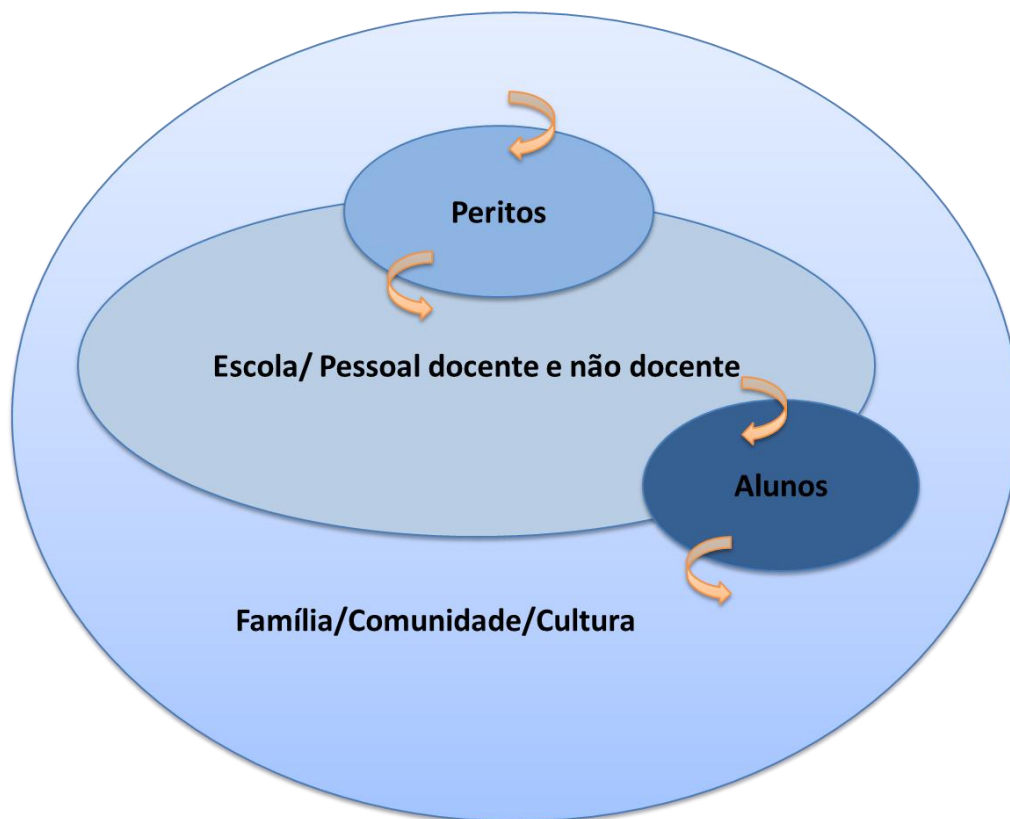 Peritos
Escola/ Pessoal docente e não docente
Alunos
Família/Comunidade/Cultura